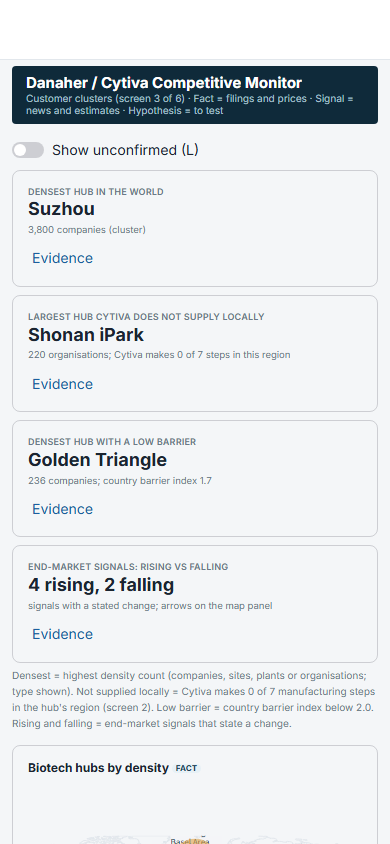 Danaher / Cytiva Competitive Monitor
Customer clusters (screen 3 of 6) · Fact = filings and prices · Signal =
news and estimates · Hypothesis = to test
Show unconfirmed (L)
DENSEST HUB IN THE WORLD
Suzhou
3,800 companies (cluster)
Evidence
LARGEST HUB CYTIVA DOES NOT SUPPLY LOCALLY
Shonan iPark
220 organisations; Cytiva makes 0 of 7 steps in this region
Evidence
DENSEST HUB WITH A LOW BARRIER
Golden Triangle
236 companies; country barrier index 1.7
Evidence
END-MARKET SIGNALS: RISING VS FALLING
4 rising, 2 falling
signals with a stated change; arrows on the map panel
Evidence
Densest = highest density count (companies, sites, plants or organisations;
type shown). Not supplied locally = Cytiva makes 0 of 7 manufacturing steps
in the hub's region (screen 2). Low barrier = country barrier index below 2.0.
Rising and falling = end-market signals that state a change.
Biotech hubs by density FACT
Basel Area